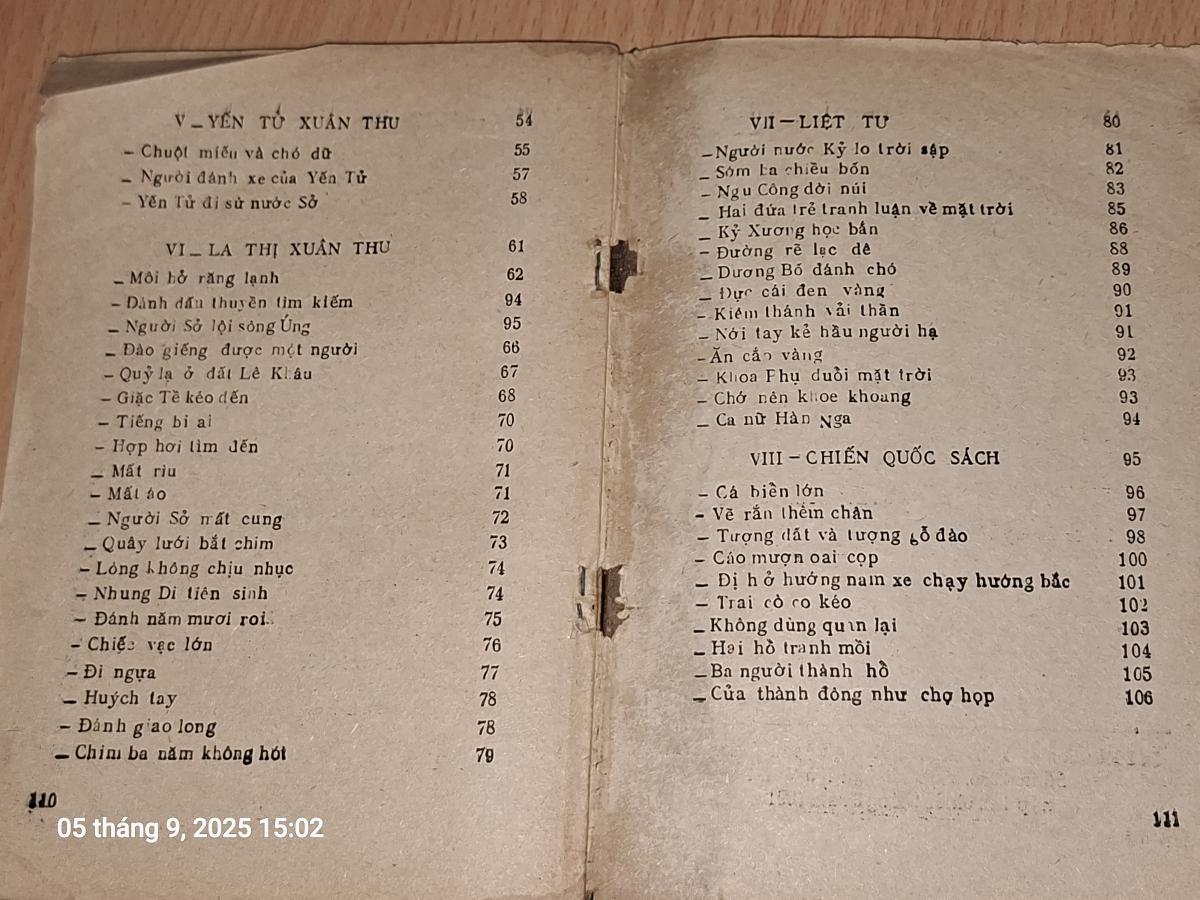 V _ YẾN TỬ XUÂN THU 54
- Chuột miếu và chó dữ 55
- Người đánh xe của Yến Tử 57
- Yến Tử đi sứ nước Sở 58
VI _ LA THỊ XUÂN THU 61
- Môi hở răng lạnh 62
- Đánh dấu thuyền tìm kiếm 94
- Người Sở lội sông Úng 95
- Đào giếng được một người 66
- Quỷ lạ ở đất Lê Khâu 67
- Giặc Tề kéo đến 68
- Tiếng bi ai 70
- Hợp hơi tìm đến 70
- Mất rìu 71
- Mất áo 71
- Người Sở mất cung 72
- Quây lưới bắt chim 73
- Lòng không chịu nhục 74
- Nhung Di tiên sinh 74
- Đánh năm mươi roi.. 75
- Chiếc vạc lớn 76
- Đi ngựa 77
- Huých tay 78
- Đánh giao long 78
- Chim ba năm không hót 79
110
05 tháng 9, 2025 15:02
VII - LIỆT TƯ 80
- Người nước Kỷ lo trời sập 81
- Sớm ba chiều bốn 82
- Ngu Công dời núi 83
- Hai đứa trẻ tranh luận về mặt trời 85
- Kỷ Xương học bắn 86
- Đường rẽ lạc dê 88
- Dương Bố đánh chó 89
- Đực cái đen vàng 90
- Kiếm thánh vải thần 91
- Nới tay kẻ hầu người hạ 91
- Ăn cắp vàng 92
- Khoa Phụ đuổi mặt trời 93
- Chớ nên khoe khoang 93
- Ca nữ Hàn Nga 94
VIII - CHIẾN QUỐC SÁCH 95
- Cá biển lớn 96
- Vẽ rắn thêm chân 97
- Tượng đất và tượng gỗ đào 98
- Cáo mượn oai cọp 100
- Đị hở hướng nam xe chạy hướng bắc 101
- Trai cò co kéo 102
- Không dùng quan lại 103
- Hai hổ tranh mồi 104
- Ba người thành hồ 105
- Cửa thành đông như chợ họp 106
111